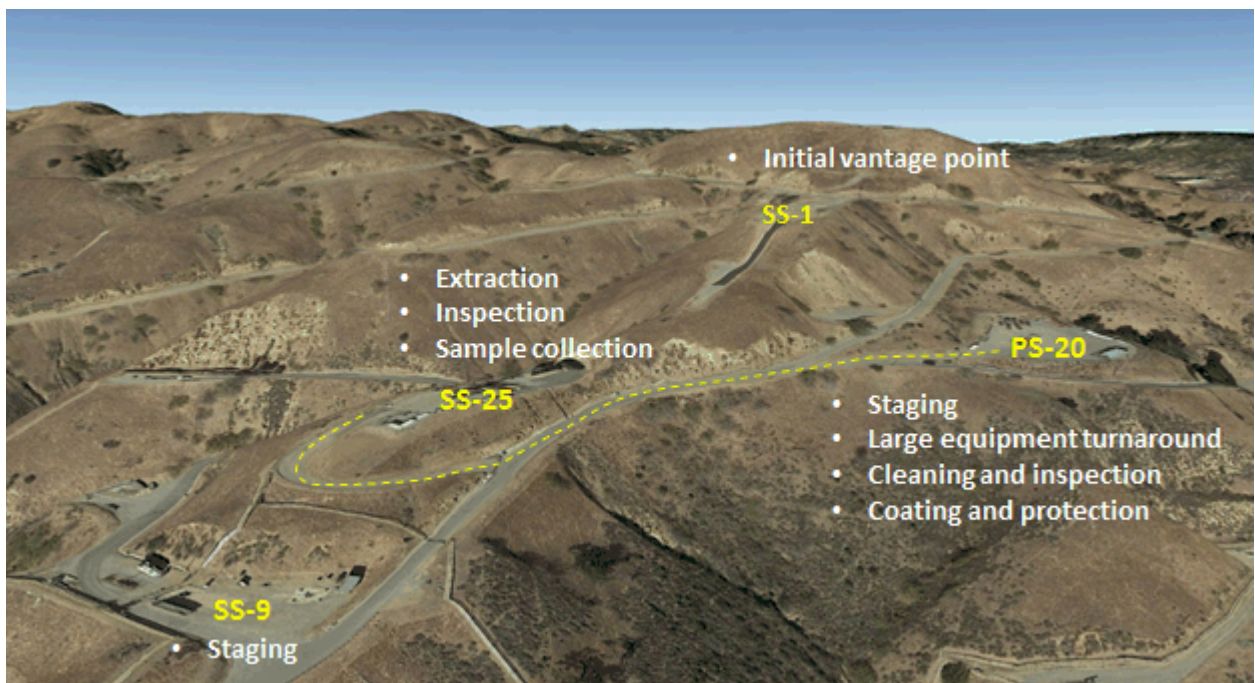 • Initial vantage point
SS-1
• Extraction
• Inspection
• Sample collection
SS-25
PS-20
• Staging
• Large equipment turnaround
• Cleaning and inspection
• Coating and protection
SS-9
• Staging